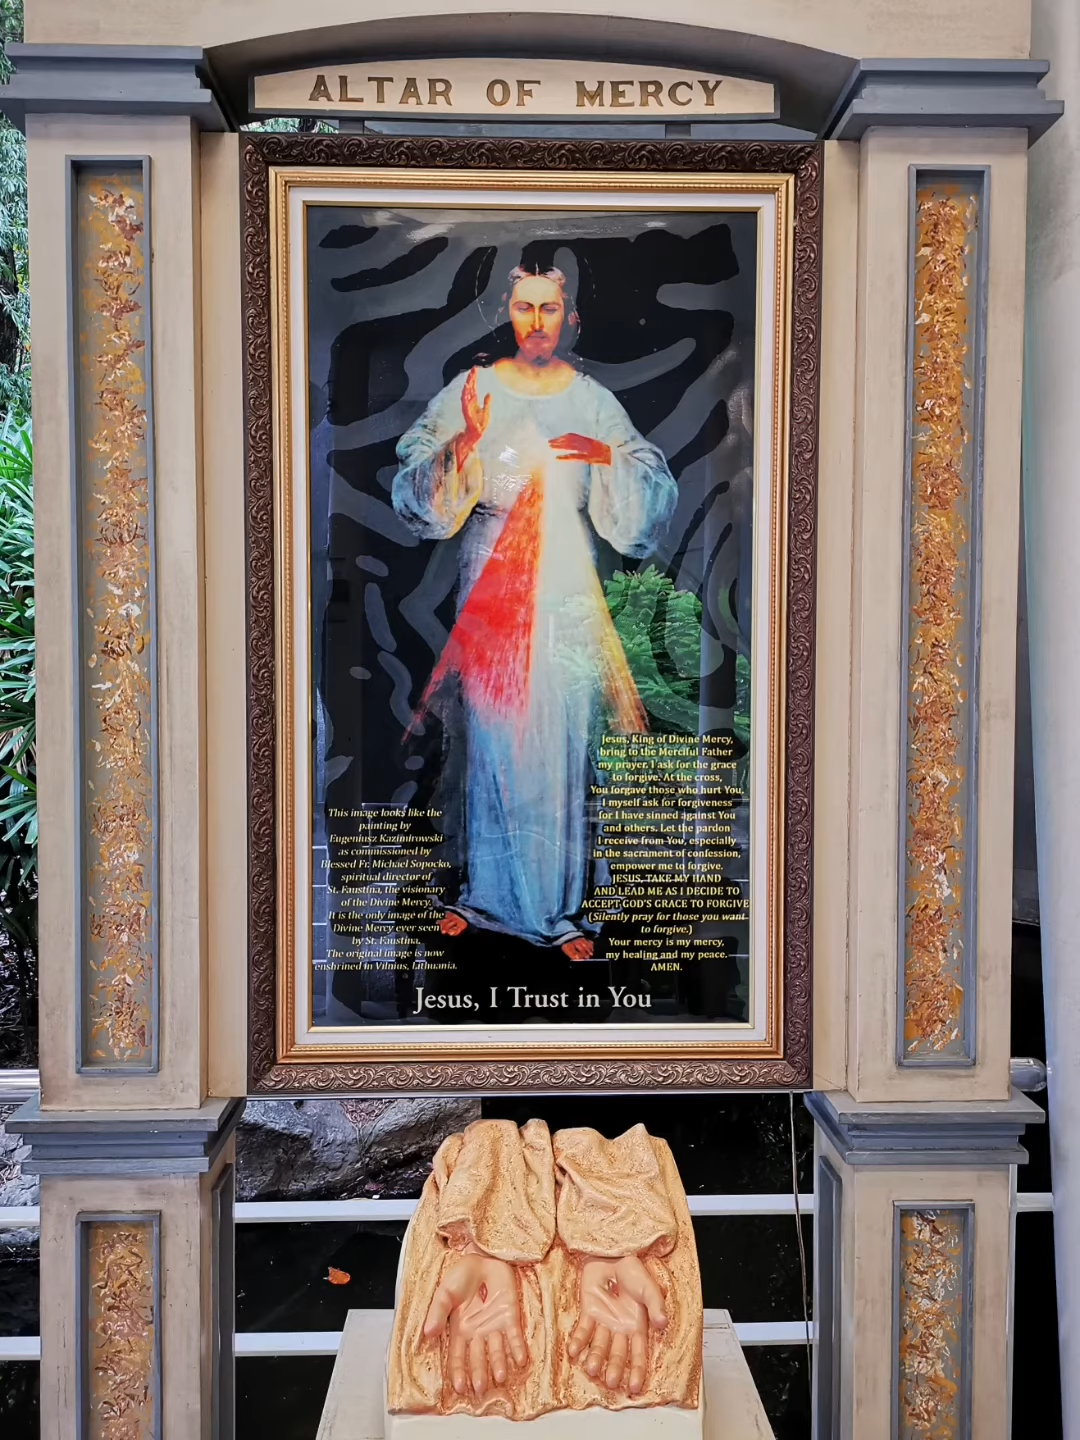 ALTAR OF MERCY
This image looks like the
painting by
Eugeniusz Kazimirowski
as commissioned by
Blessed Fr. Michael Sopocko,
spiritual director of
St. Faustina, the visionary
of the Divine Mercy.
It is the only image of the
Divine Mercy ever seen
by St. Faustina.
The original image is now
enshrined in Vilnius, Lithuania.
Jesus, King of Divine Mercy,
bring to the Merciful Father
my prayer. I ask for the grace
to forgive. At the cross,
You forgave those who hurt You.
I myself ask for forgiveness
for I have sinned against You
and others. Let the pardon
I receive from You, especially
in the sacrament of confession,
empower me to forgive.
JESUS, TAKE MY HAND
AND LEAD ME AS I DECIDE TO
ACCEPT GOD'S GRACE TO FORGIVE
(Silently pray for those you want
to forgive.)
Your mercy is my mercy,
my healing and my peace.
AMEN.
Jesus, I Trust in You